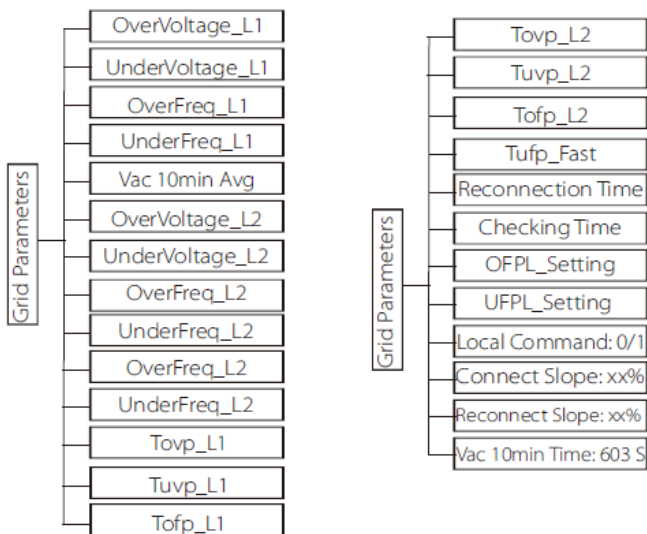 Grid Parameters
OverVoltage_L1
UnderVoltage_L1
OverFreq_L1
UnderFreq_L1
Vac 10min Avg
OverVoltage_L2
UnderVoltage_L2
OverFreq_L2
UnderFreq_L2
OverFreq_L2
UnderFreq_L2
Tovp_L1
Tuvp_L1
Tofp_L1
Grid Parameters
Tovp_L2
Tuvp_L2
Tofp_L2
Tufp_Fast
Reconnection Time
Checking Time
OFPL_Setting
UFPL_Setting
Local Command: 0/1
Connect Slope: xx%
Reconnect Slope: xx%
Vac 10min Time: 603 S